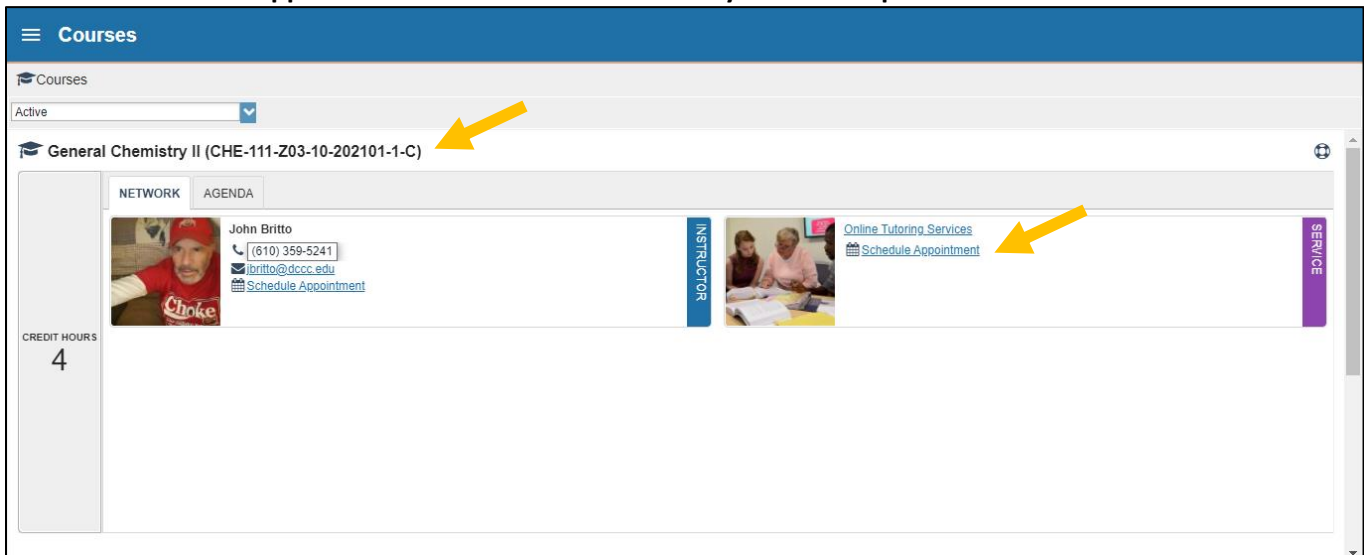 Courses
Courses
Active
General Chemistry II (CHE-111-Z03-10-202101-1-C)
NETWORK AGENDA
John Britto
(610) 359-5241
jbritto@dccc.edu
Schedule Appointment
INSTRUCTOR
Online Tutoring Services
Schedule Appointment
SERVICE
CREDIT HOURS
4
Choke